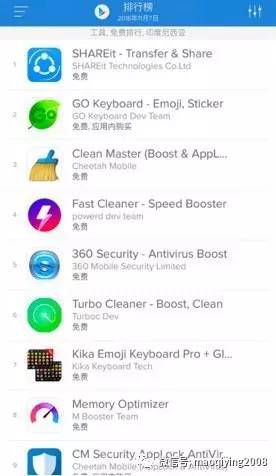 排行榜
2016年11月7日
工具, 免费排行, 印度尼西亚
1
SHAREit - Transfer & Share
SHAREit Technologies Co.Ltd
免费
2
GO Keyboard - Emoji, Sticker
GO Keyboard Dev Team
免费, 应用内购买
3
Clean Master (Boost & AppL...
Cheetah Mobile
免费
4
Fast Cleaner - Speed Booster
powerd dev team
免费
5
360 Security - Antivirus Boost
360 Mobile Security Limited
免费
6
Turbo Cleaner - Boost, Clean
Turboc Dev
免费
7
Kika Emoji Keyboard Pro + GI...
Kika Keyboard Tech
免费
8
Memory Optimizer
M Booster Team
免费
9
CM Security AppLock AntiVir...
Cheetah Mobile
微信号: maoqiying2008